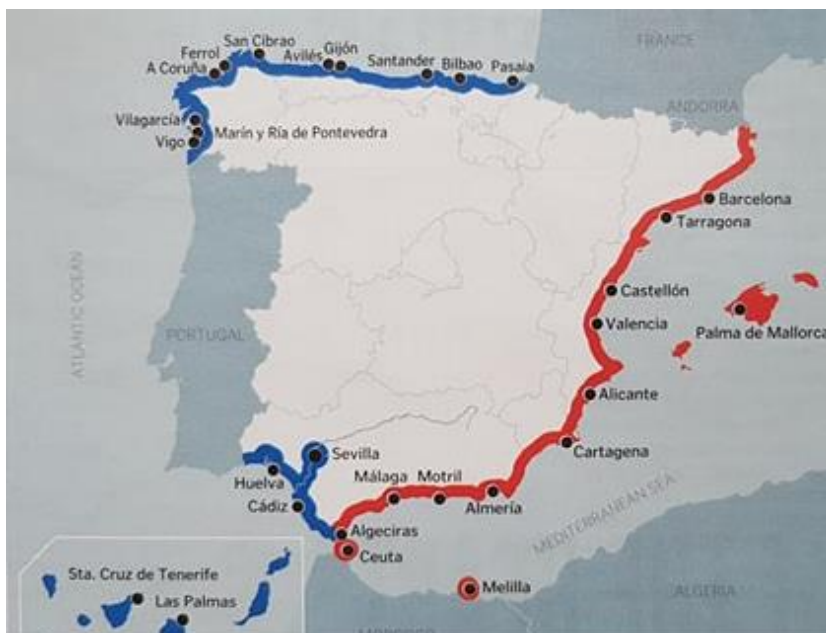 FRANCE
San Cibrao
Ferrol
Avilés
Gijón
A Coruña
Santander
Bilbao
Pasaia
ANDORRA
Vilagarcía
Marín y Ría de Pontevedra
Vigo
Barcelona
Tarragona
ATLANTIC OCEAN
Castellón
PORTUGAL
Valencia
Palma de Mallorca
Alicante
Sevilla
Cartagena
Huelva
Málaga
Motril
Almería
Cádiz
MEDITERRANEAN SEA
Algeciras
Ceuta
Sta. Cruz de Tenerife
Melilla
ALGERIA
Las Palmas
MOROCCO